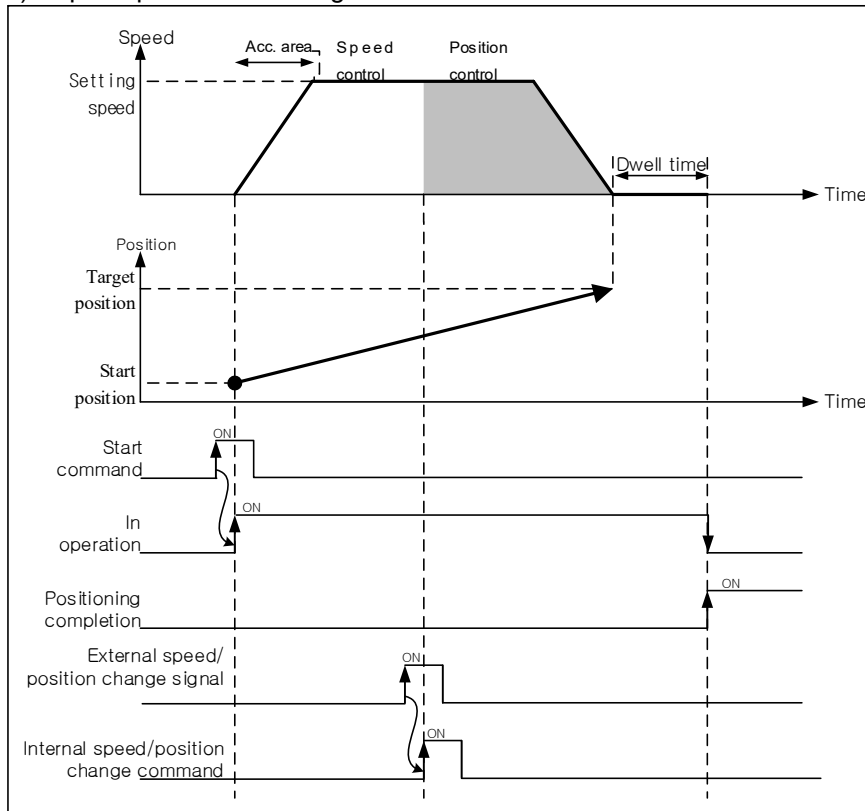 Speed
Acc. area
Speed
control
Position
control
Setting
speed
Dwell time
Time
Position
Target
position
Start
position
Time
ON
Start
command
ON
In
operation
ON
Positioning
completion
External speed/
position change signal
ON
ON
Internal speed/position
change command